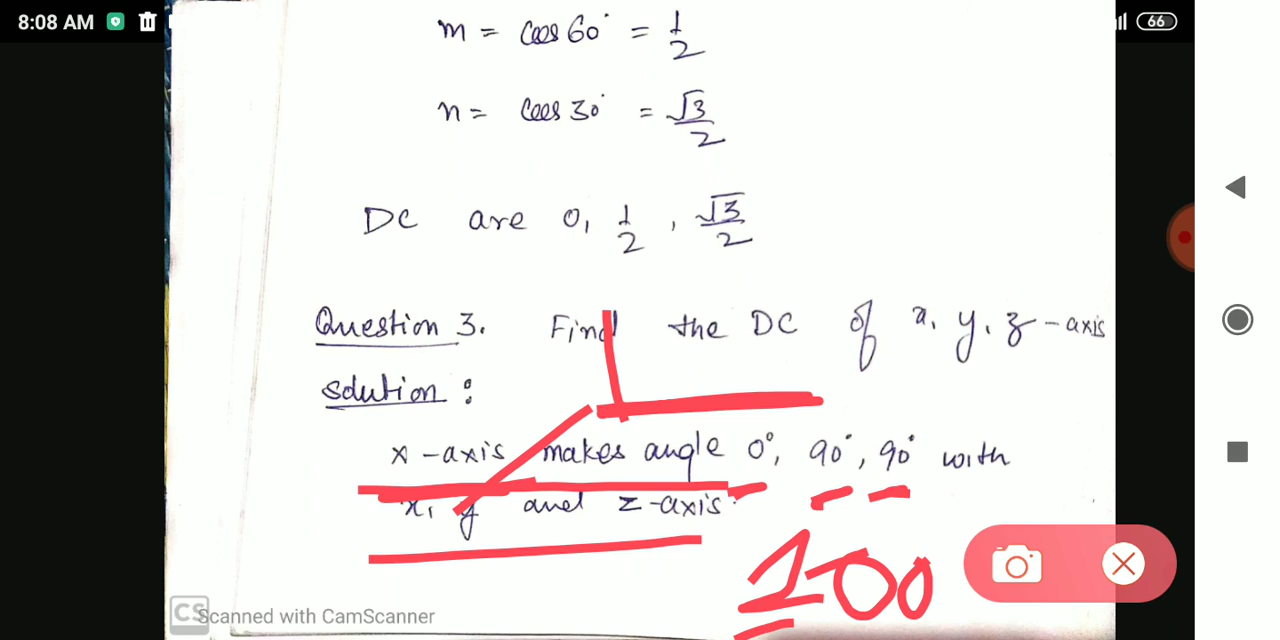 8:08 AM
66
m = cos 60° = 1/2
n = cos 30° = √3/2
DC are 0, 1/2, √3/2
Question 3. Find the DC of x, y, z-axis
solution :
x-axis makes angle 0°, 90°, 90° with
x, y and z-axis.
100
CS Scanned with CamScanner